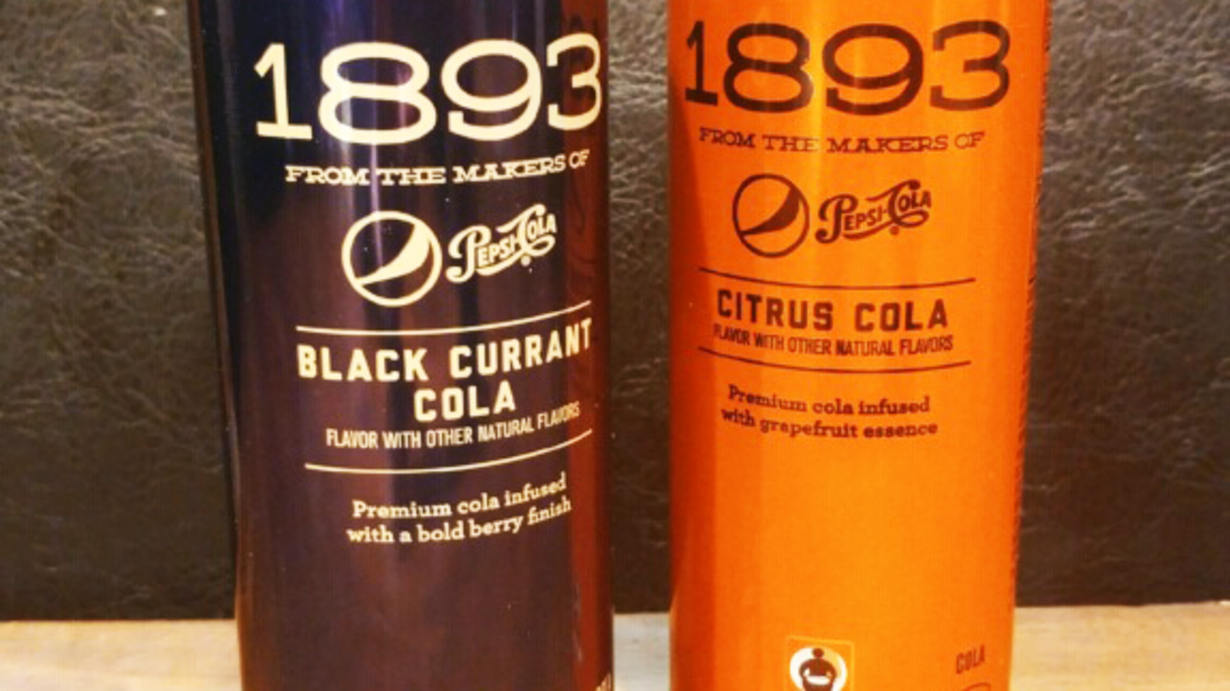 1893
FROM THE MAKERS OF
PEPSI-COLA
BLACK CURRANT
COLA
FLAVOR WITH OTHER NATURAL FLAVORS
Premium cola infused
with a bold berry finish
1893
FROM THE MAKERS OF
PEPSI-COLA
CITRUS COLA
FLAVOR WITH OTHER NATURAL FLAVORS
Premium cola infused
with grapefruit essence
COLA